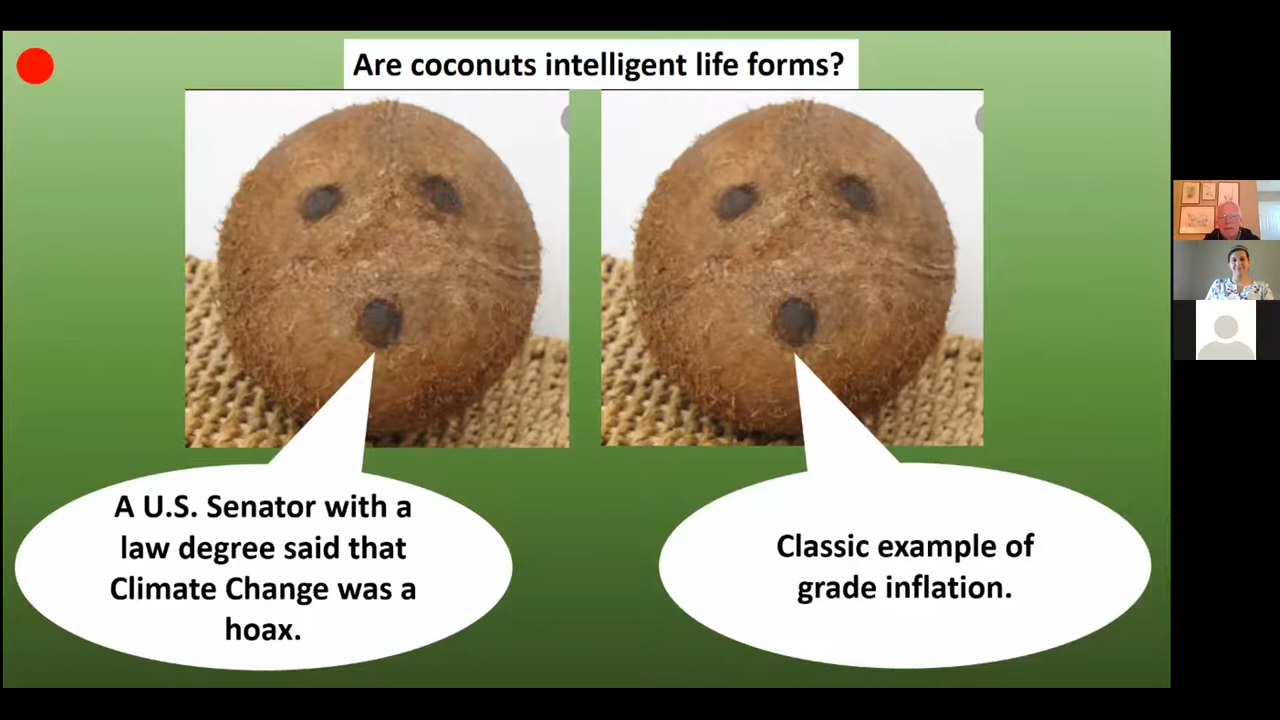 Are coconuts intelligent life forms?
A U.S. Senator with a
law degree said that
Climate Change was a
hoax.
Classic example of
grade inflation.